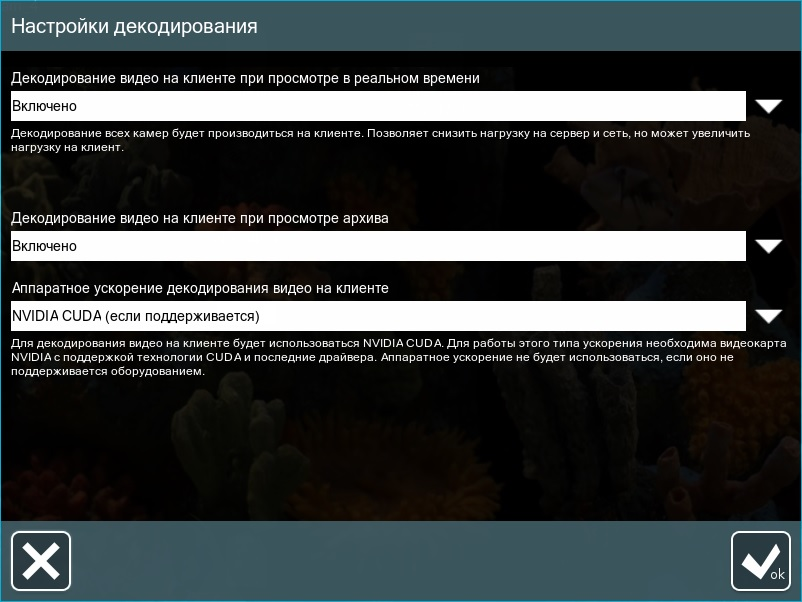 Настройки декодирования
Декодирование видео на клиенте при просмотре в реальном времени
Включено
Декодирование всех камер будет производиться на клиенте. Позволяет снизить нагрузку на сервер и сеть, но может увеличить
нагрузку на клиент.
Декодирование видео на клиенте при просмотре архива
Включено
Аппаратное ускорение декодирования видео на клиенте
NVIDIA CUDA (если поддерживается)
Для декодирования видео на клиенте будет использоваться NVIDIA CUDA. Для работы этого типа ускорения необходима видеокарта
NVIDIA с поддержкой технологии CUDA и последние драйвера. Аппаратное ускорение не будет использоваться, если оно не
поддерживается оборудованием.
ok